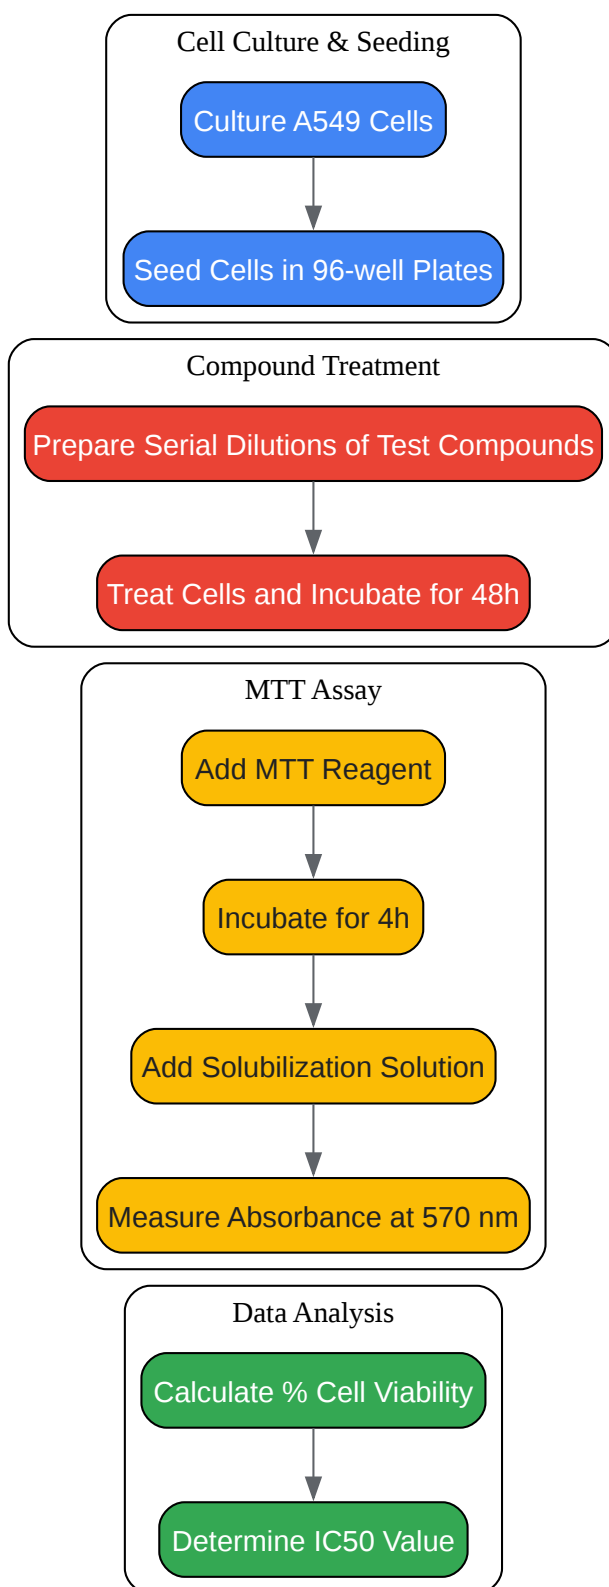 Cell Culture & Seeding
Culture A549 Cells
Seed Cells in 96-well Plates
Compound Treatment
Prepare Serial Dilutions of Test Compounds
Treat Cells and Incubate for 48h
MTT Assay
Add MTT Reagent
Incubate for 4h
Add Solubilization Solution
Measure Absorbance at 570 nm
Data Analysis
Calculate % Cell Viability
Determine IC50 Value